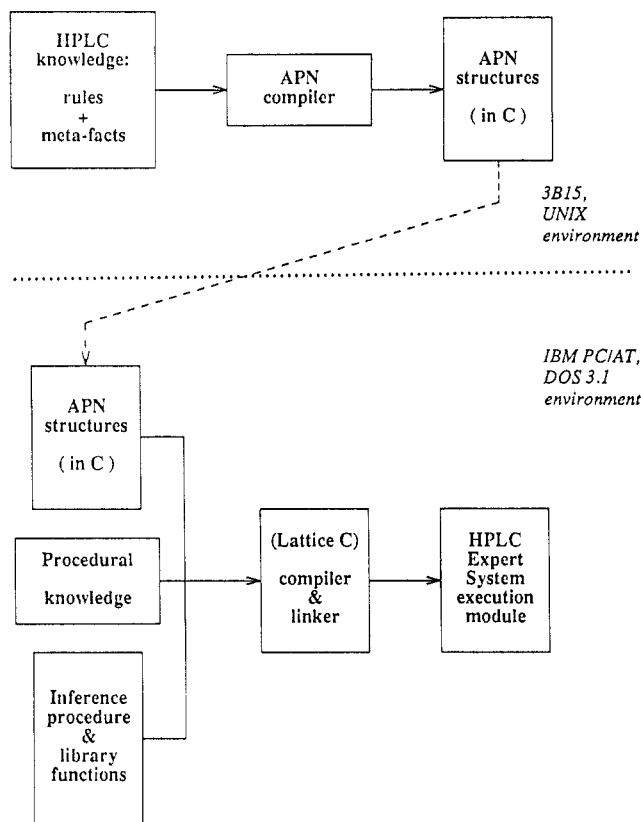 HPLC
knowledge:
rules
+
meta-facts
APN
compiler
APN
structures
( in C )
3B15,
UNIX
environment
IBM PC/AT,
DOS 3.1
environment
APN
structures
( in C )
Procedural
knowledge
(Lattice C)
compiler
&
linker
HPLC
Expert
System
execution
module
Inference
procedure
&
library
functions